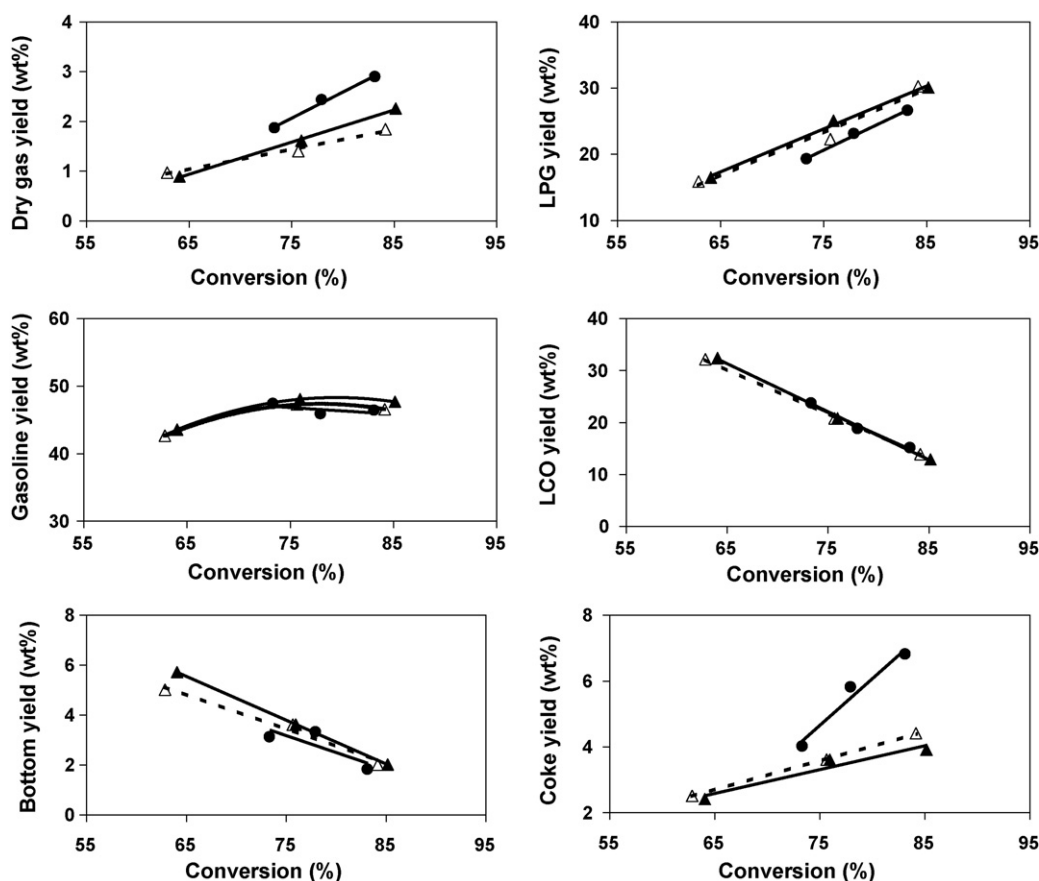 Dry gas yield (wt%)
4
3
2
1
0
55 65 75 85 95
Conversion (%)
LPG yield (wt%)
40
30
20
10
55 65 75 85 95
Conversion (%)
Gasoline yield (wt%)
60
50
40
30
55 65 75 85 95
Conversion (%)
LCO yield (wt%)
40
30
20
10
0
55 65 75 85 95
Conversion (%)
Bottom yield (wt%)
8
6
4
2
0
55 65 75 85 95
Conversion (%)
Coke yield (wt%)
8
6
4
2
55 65 75 85 95
Conversion (%)